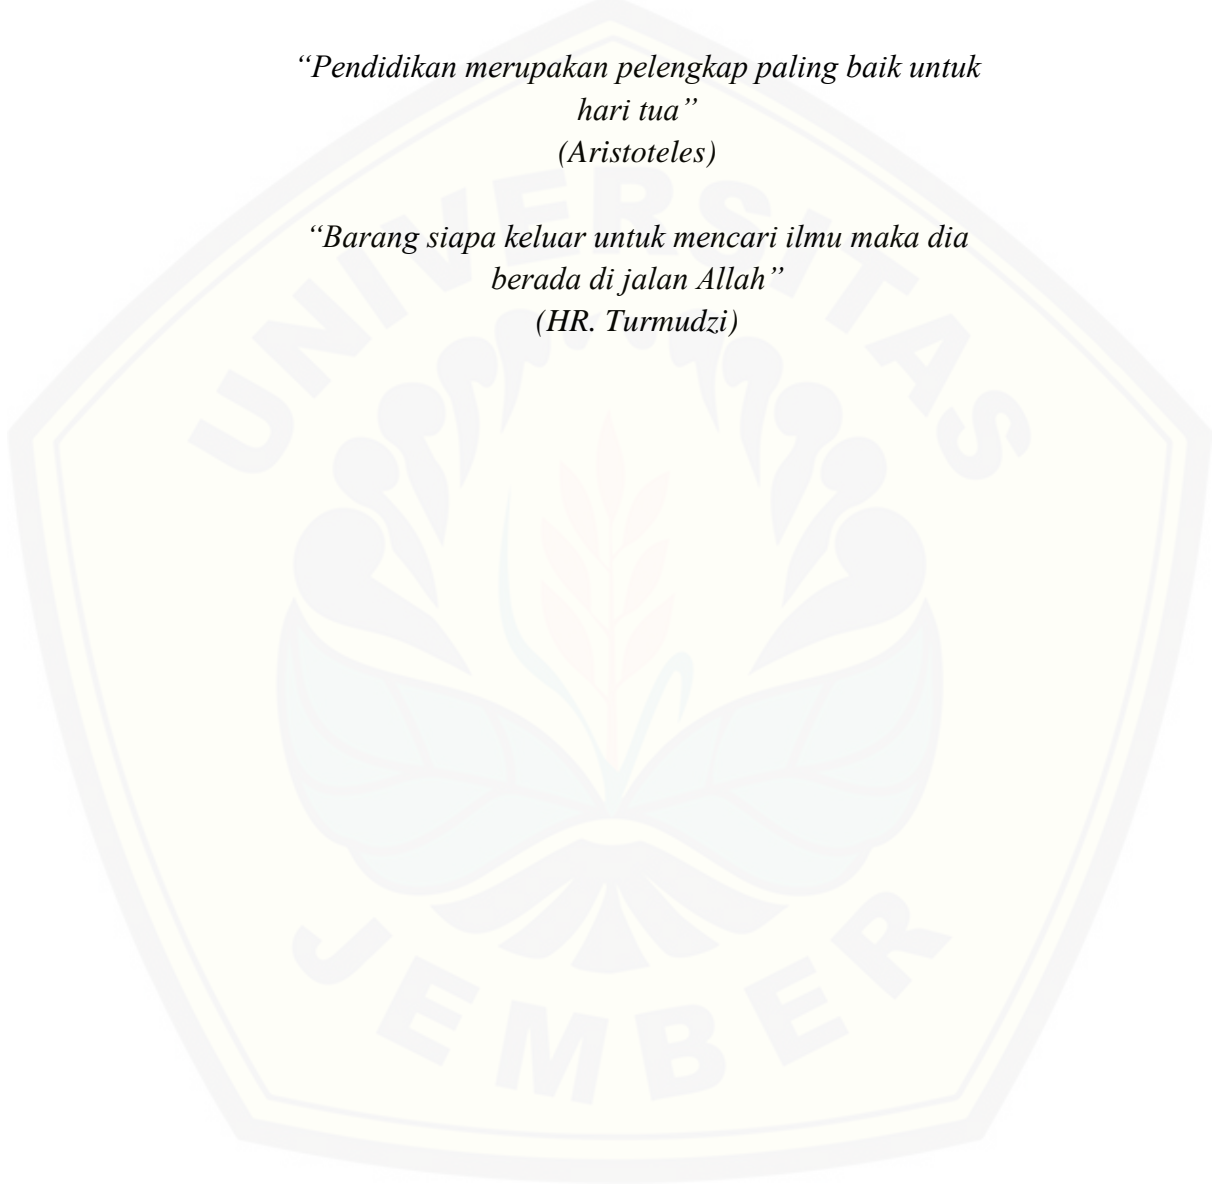 “Pendidikan merupakan pelengkap paling baik untuk
hari tua”
(Aristoteles)
“Barang siapa keluar untuk mencari ilmu maka dia
berada di jalan Allah”
(HR. Turmudzi)
UNIVERSITAS
JEMBER